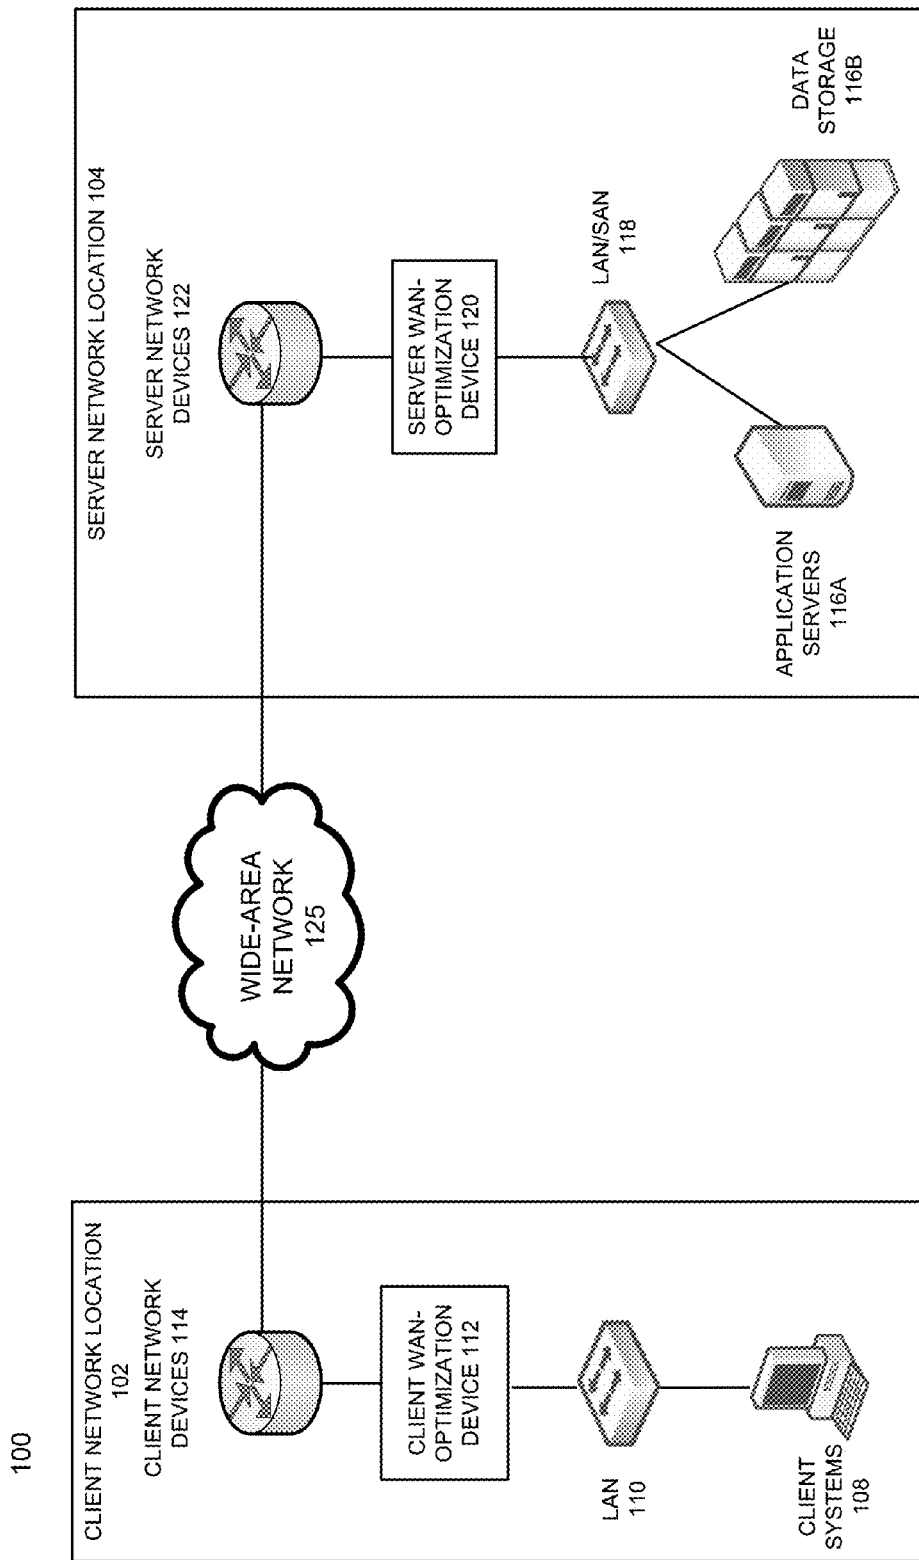 100
CLIENT NETWORK LOCATION
102
CLIENT NETWORK
DEVICES 114
CLIENT WAN-
OPTIMIZATION
DEVICE 112
LAN
110
CLIENT
SYSTEMS
108
WIDE-AREA
NETWORK
125
SERVER NETWORK LOCATION 104
SERVER NETWORK
DEVICES 122
SERVER WAN-
OPTIMIZATION
DEVICE 120
LAN/SAN
118
APPLICATION
SERVERS
116A
DATA
STORAGE
116B